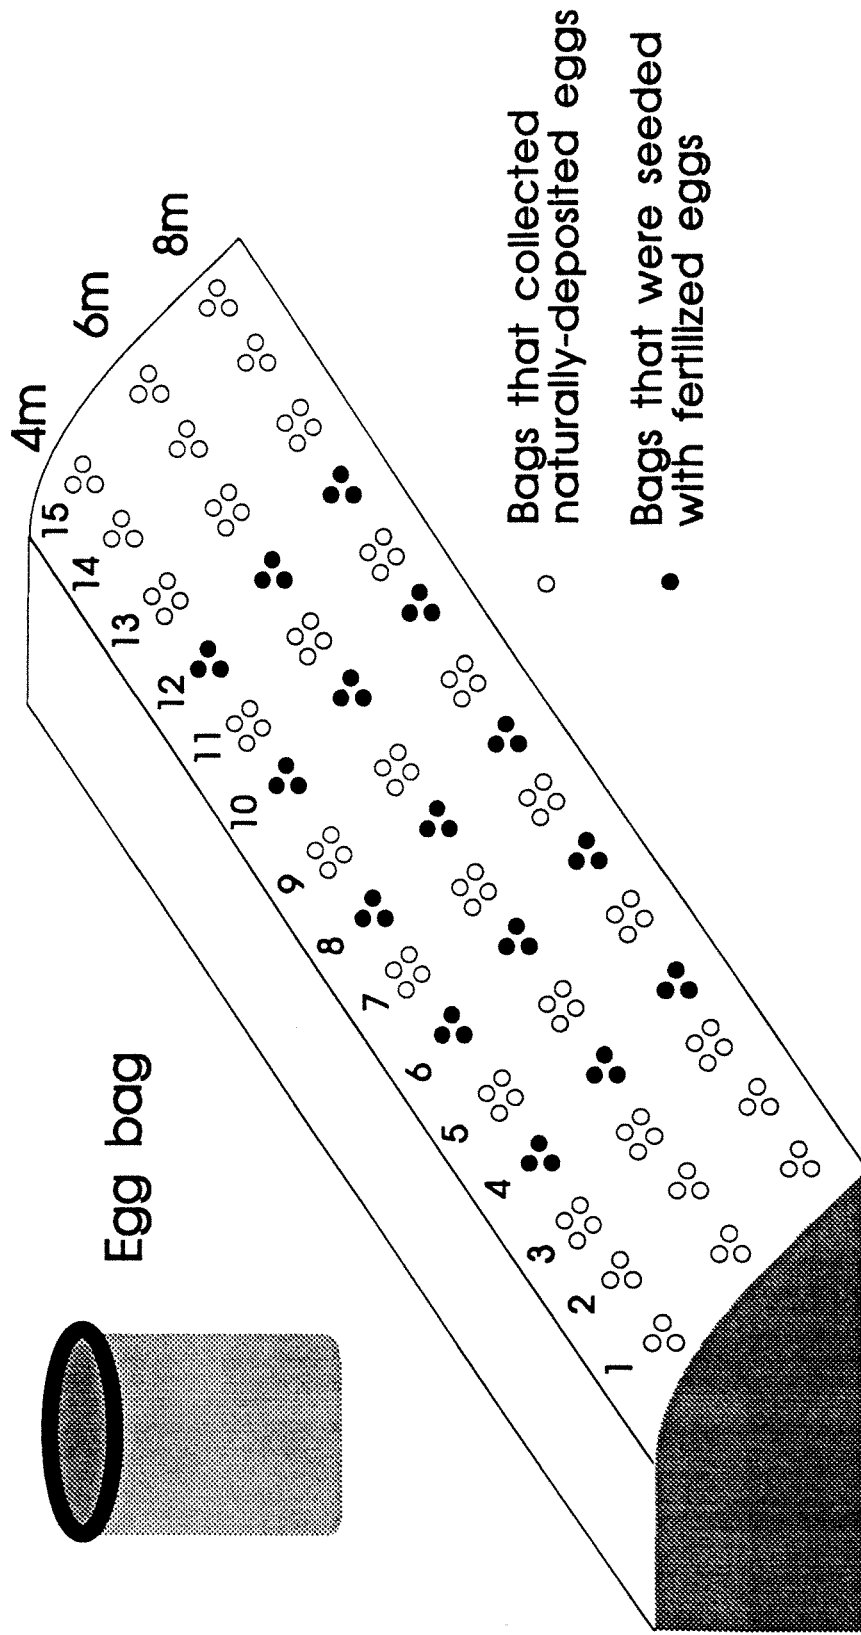 Egg bag
1
2
3
4
5
6
7
8
9
10
11
12
13
14
15
4m
6m
8m
Bags that collected
naturally-deposited eggs
Bags that were seeded
with fertilized eggs